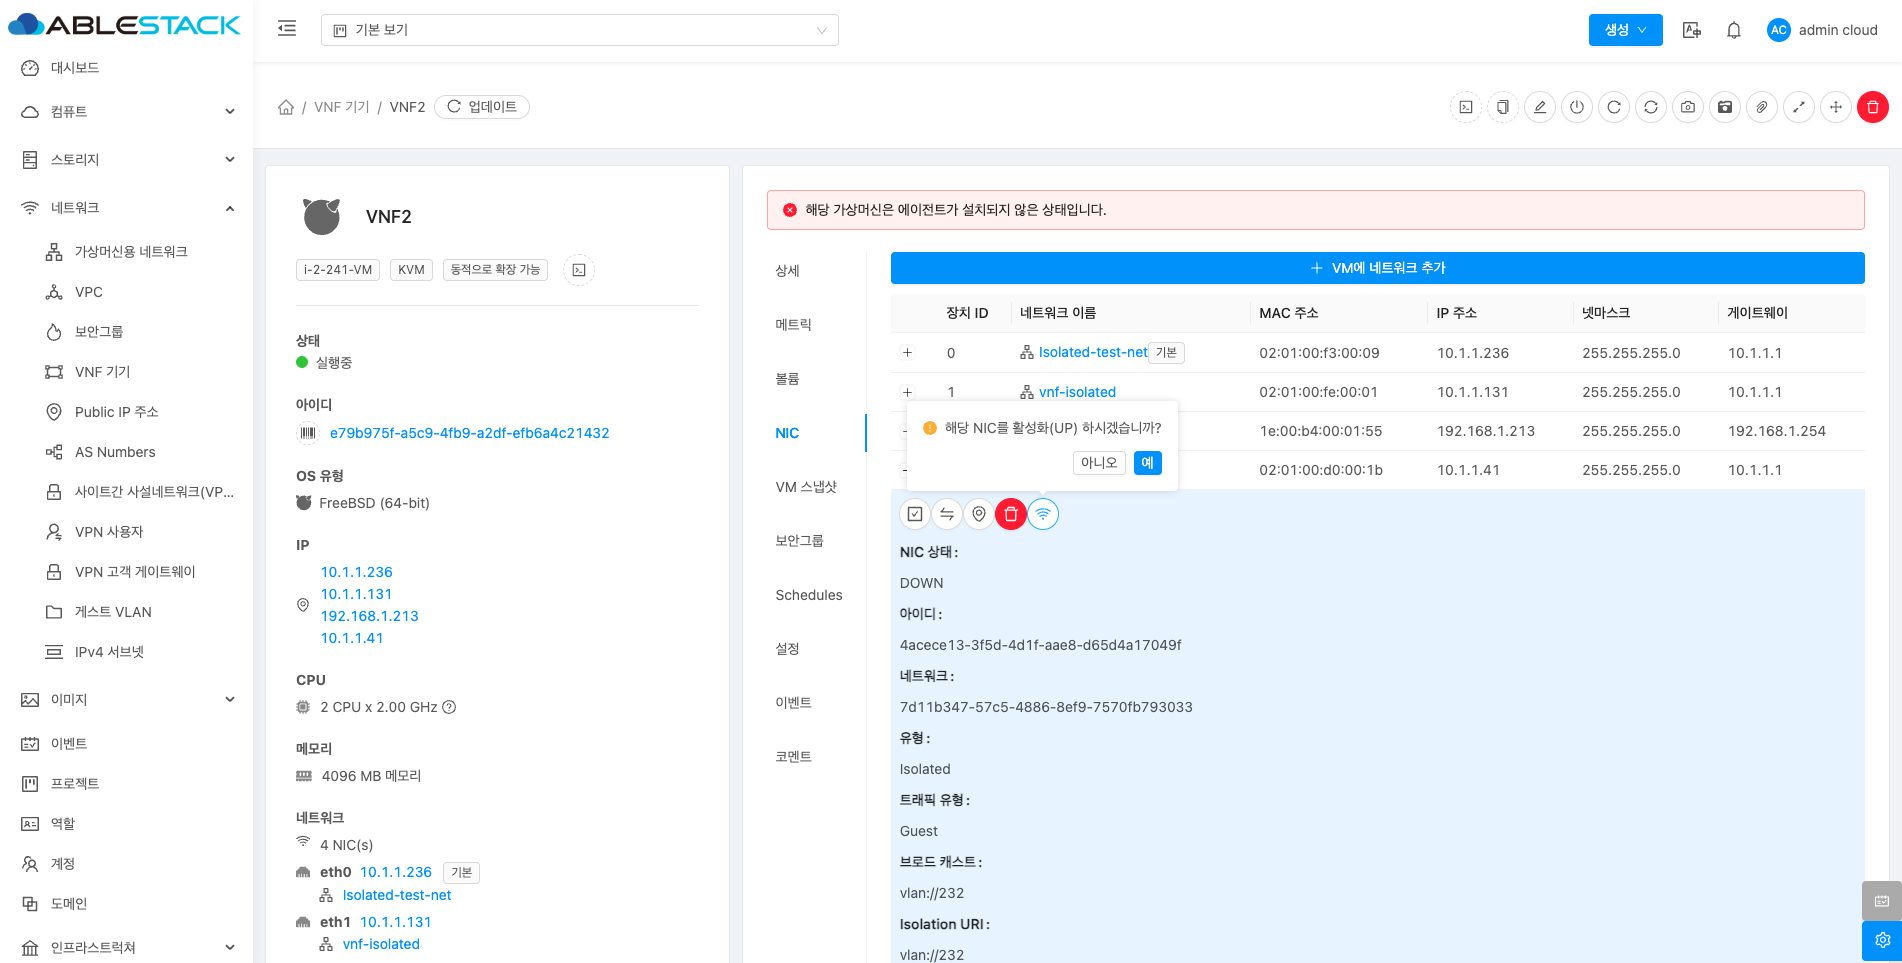 ABLESTACK
기본 보기
생성
AC
admin cloud
대시보드
컴퓨트
스토리지
네트워크
가상머신용 네트워크
VPC
보안그룹
VNF 기기
Public IP 주소
AS Numbers
사이트간 사설네트워크(VP...
VPN 사용자
VPN 고객 게이트웨이
게스트 VLAN
IPv4 서브넷
이미지
이벤트
프로젝트
역할
계정
도메인
인프라스트럭쳐
/ VNF 기기 / VNF2
업데이트
VNF2
i-2-241-VM
KVM
동적으로 확장 가능
상태
실행중
아이디
e79b975f-a5c9-4fb9-a2df-efb6a4c21432
OS 유형
FreeBSD (64-bit)
IP
10.1.1.236
10.1.1.131
192.168.1.213
10.1.1.41
CPU
2 CPU x 2.00 GHz
메모리
4096 MB 메모리
네트워크
4 NIC(s)
eth0 10.1.1.236 기본
Isolated-test-net
eth1 10.1.1.131
vnf-isolated
해당 가상머신은 에이전트가 설치되지 않은 상태입니다.
상세
메트릭
볼륨
NIC
VM 스냅샷
보안그룹
Schedules
설정
이벤트
코멘트
VM에 네트워크 추가
장치 ID 네트워크 이름 MAC 주소 IP 주소 넷마스크 게이트웨이
0 Isolated-test-net 기본 02:01:00:f3:00:09 10.1.1.236 255.255.255.0 10.1.1.1
1 vnf-isolated 02:01:00:fe:00:01 10.1.1.131 255.255.255.0 10.1.1.1
1e:00:b4:00:01:55 192.168.1.213 255.255.255.0 192.168.1.254
02:01:00:d0:00:1b 10.1.1.41 255.255.255.0 10.1.1.1
해당 NIC를 활성화(UP) 하시겠습니까?
아니오
예
NIC 상태 :
DOWN
아이디 :
4acece13-3f5d-4d1f-aae8-d65d4a17049f
네트워크 :
7d11b347-57c5-4886-8ef9-7570fb793033
유형 :
Isolated
트래픽 유형 :
Guest
브로드 캐스트 :
vlan://232
Isolation URI :
vlan://232